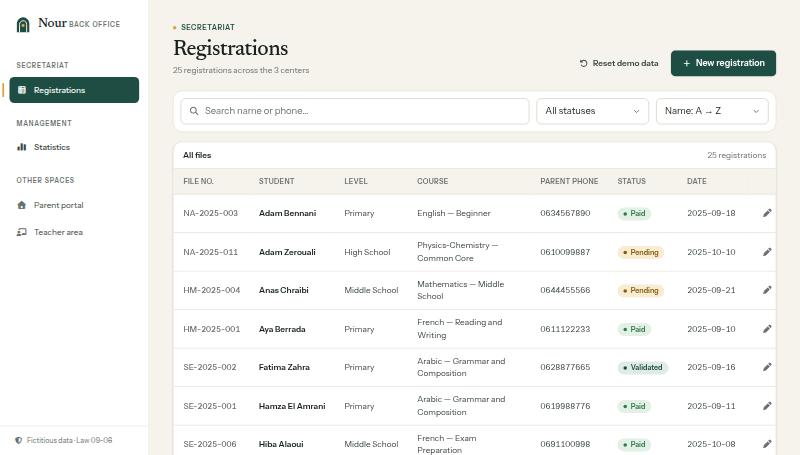 Nour BACK OFFICE
SECRETARIAT
Registrations
MANAGEMENT
Statistics
OTHER SPACES
Parent portal
Teacher area
Fictitious data · Law 09-08
SECRETARIAT
Registrations
25 registrations across the 3 centers
Reset demo data
+ New registration
Search name or phone...
All statuses
Name: A → Z
All files
25 registrations
FILE NO. STUDENT LEVEL COURSE PARENT PHONE STATUS DATE
NA-2025-003 Adam Bennani Primary English — Beginner 0634567890 Paid 2025-09-18
NA-2025-011 Adam Zerouali High School Physics-Chemistry — 0610099887 Pending 2025-10-10
Common Core
HM-2025-004 Anas Chraibi Middle School Mathematics — Middle 0644455566 Pending 2025-09-21
School
HM-2025-001 Aya Berrada Primary French — Reading and 0611122233 Paid 2025-09-10
Writing
SE-2025-002 Fatima Zahra Primary Arabic — Grammar and 0628877665 Validated 2025-09-16
Composition
SE-2025-001 Hamza El Amrani Primary Arabic — Grammar and 0619988776 Paid 2025-09-11
Composition
SE-2025-006 Hiba Alaoui Middle School French — Exam 0691100998 Paid 2025-10-08
Preparation